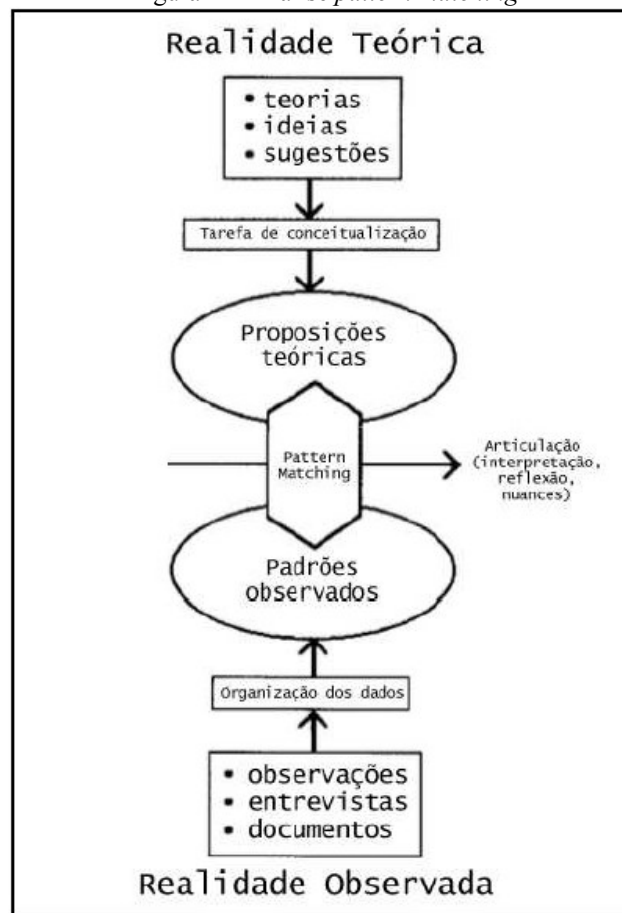 Realidade Teórica
• teorias
• ideias
• sugestões
Tarefa de conceitualização
Proposições
teóricas
Pattern
Matching
Articulação
(interpretação,
reflexão,
nuances)
Padrões
observados
Organização dos dados
• observações
• entrevistas
• documentos
Realidade Observada